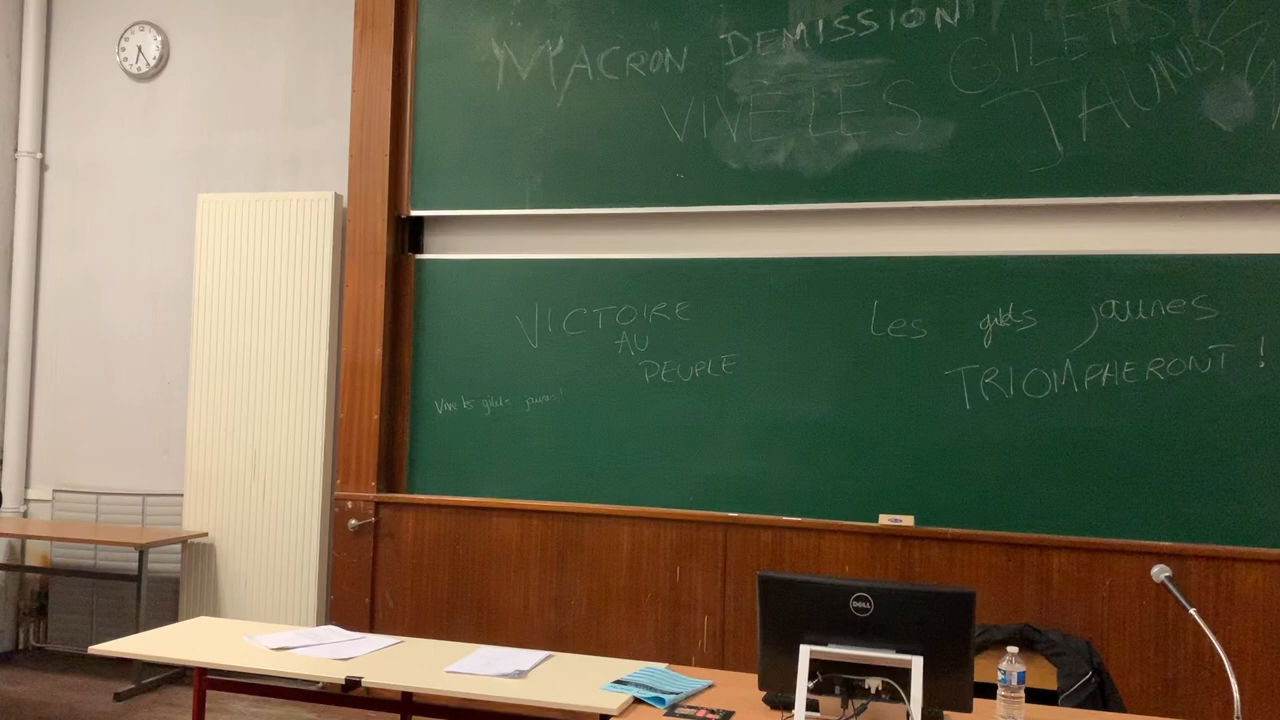 MACRON DEMISSION
VIVE LES GILETS JAUNES
VICTOIRE
AU
PEUPLE
Vive les gilets jaunes !
Les gilets jaunes
TRIOMPHERONT !
DELL